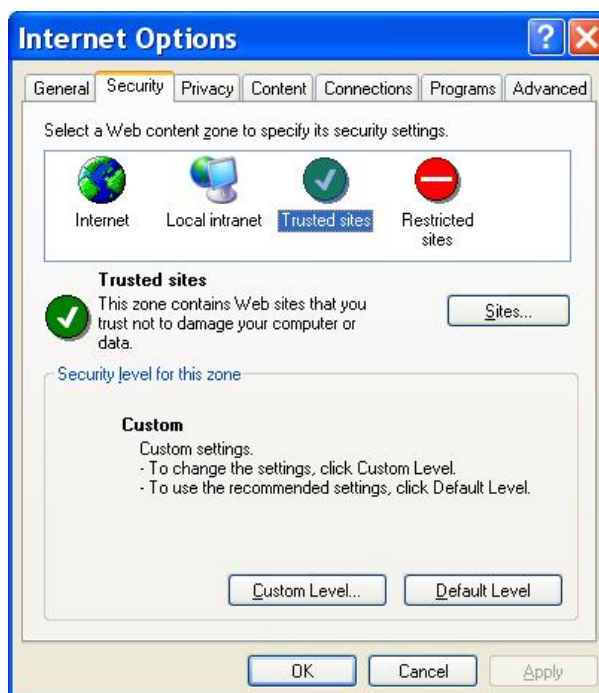 Internet Options
General Security Privacy Content Connections Programs Advanced
Select a Web content zone to specify its security settings.
Internet Local intranet Trusted sites Restricted sites
Trusted sites
This zone contains Web sites that you
trust not to damage your computer or
data.
Sites...
Security level for this zone
Custom
Custom settings.
- To change the settings, click Custom Level.
- To use the recommended settings, click Default Level.
Custom Level... Default Level
OK Cancel Apply